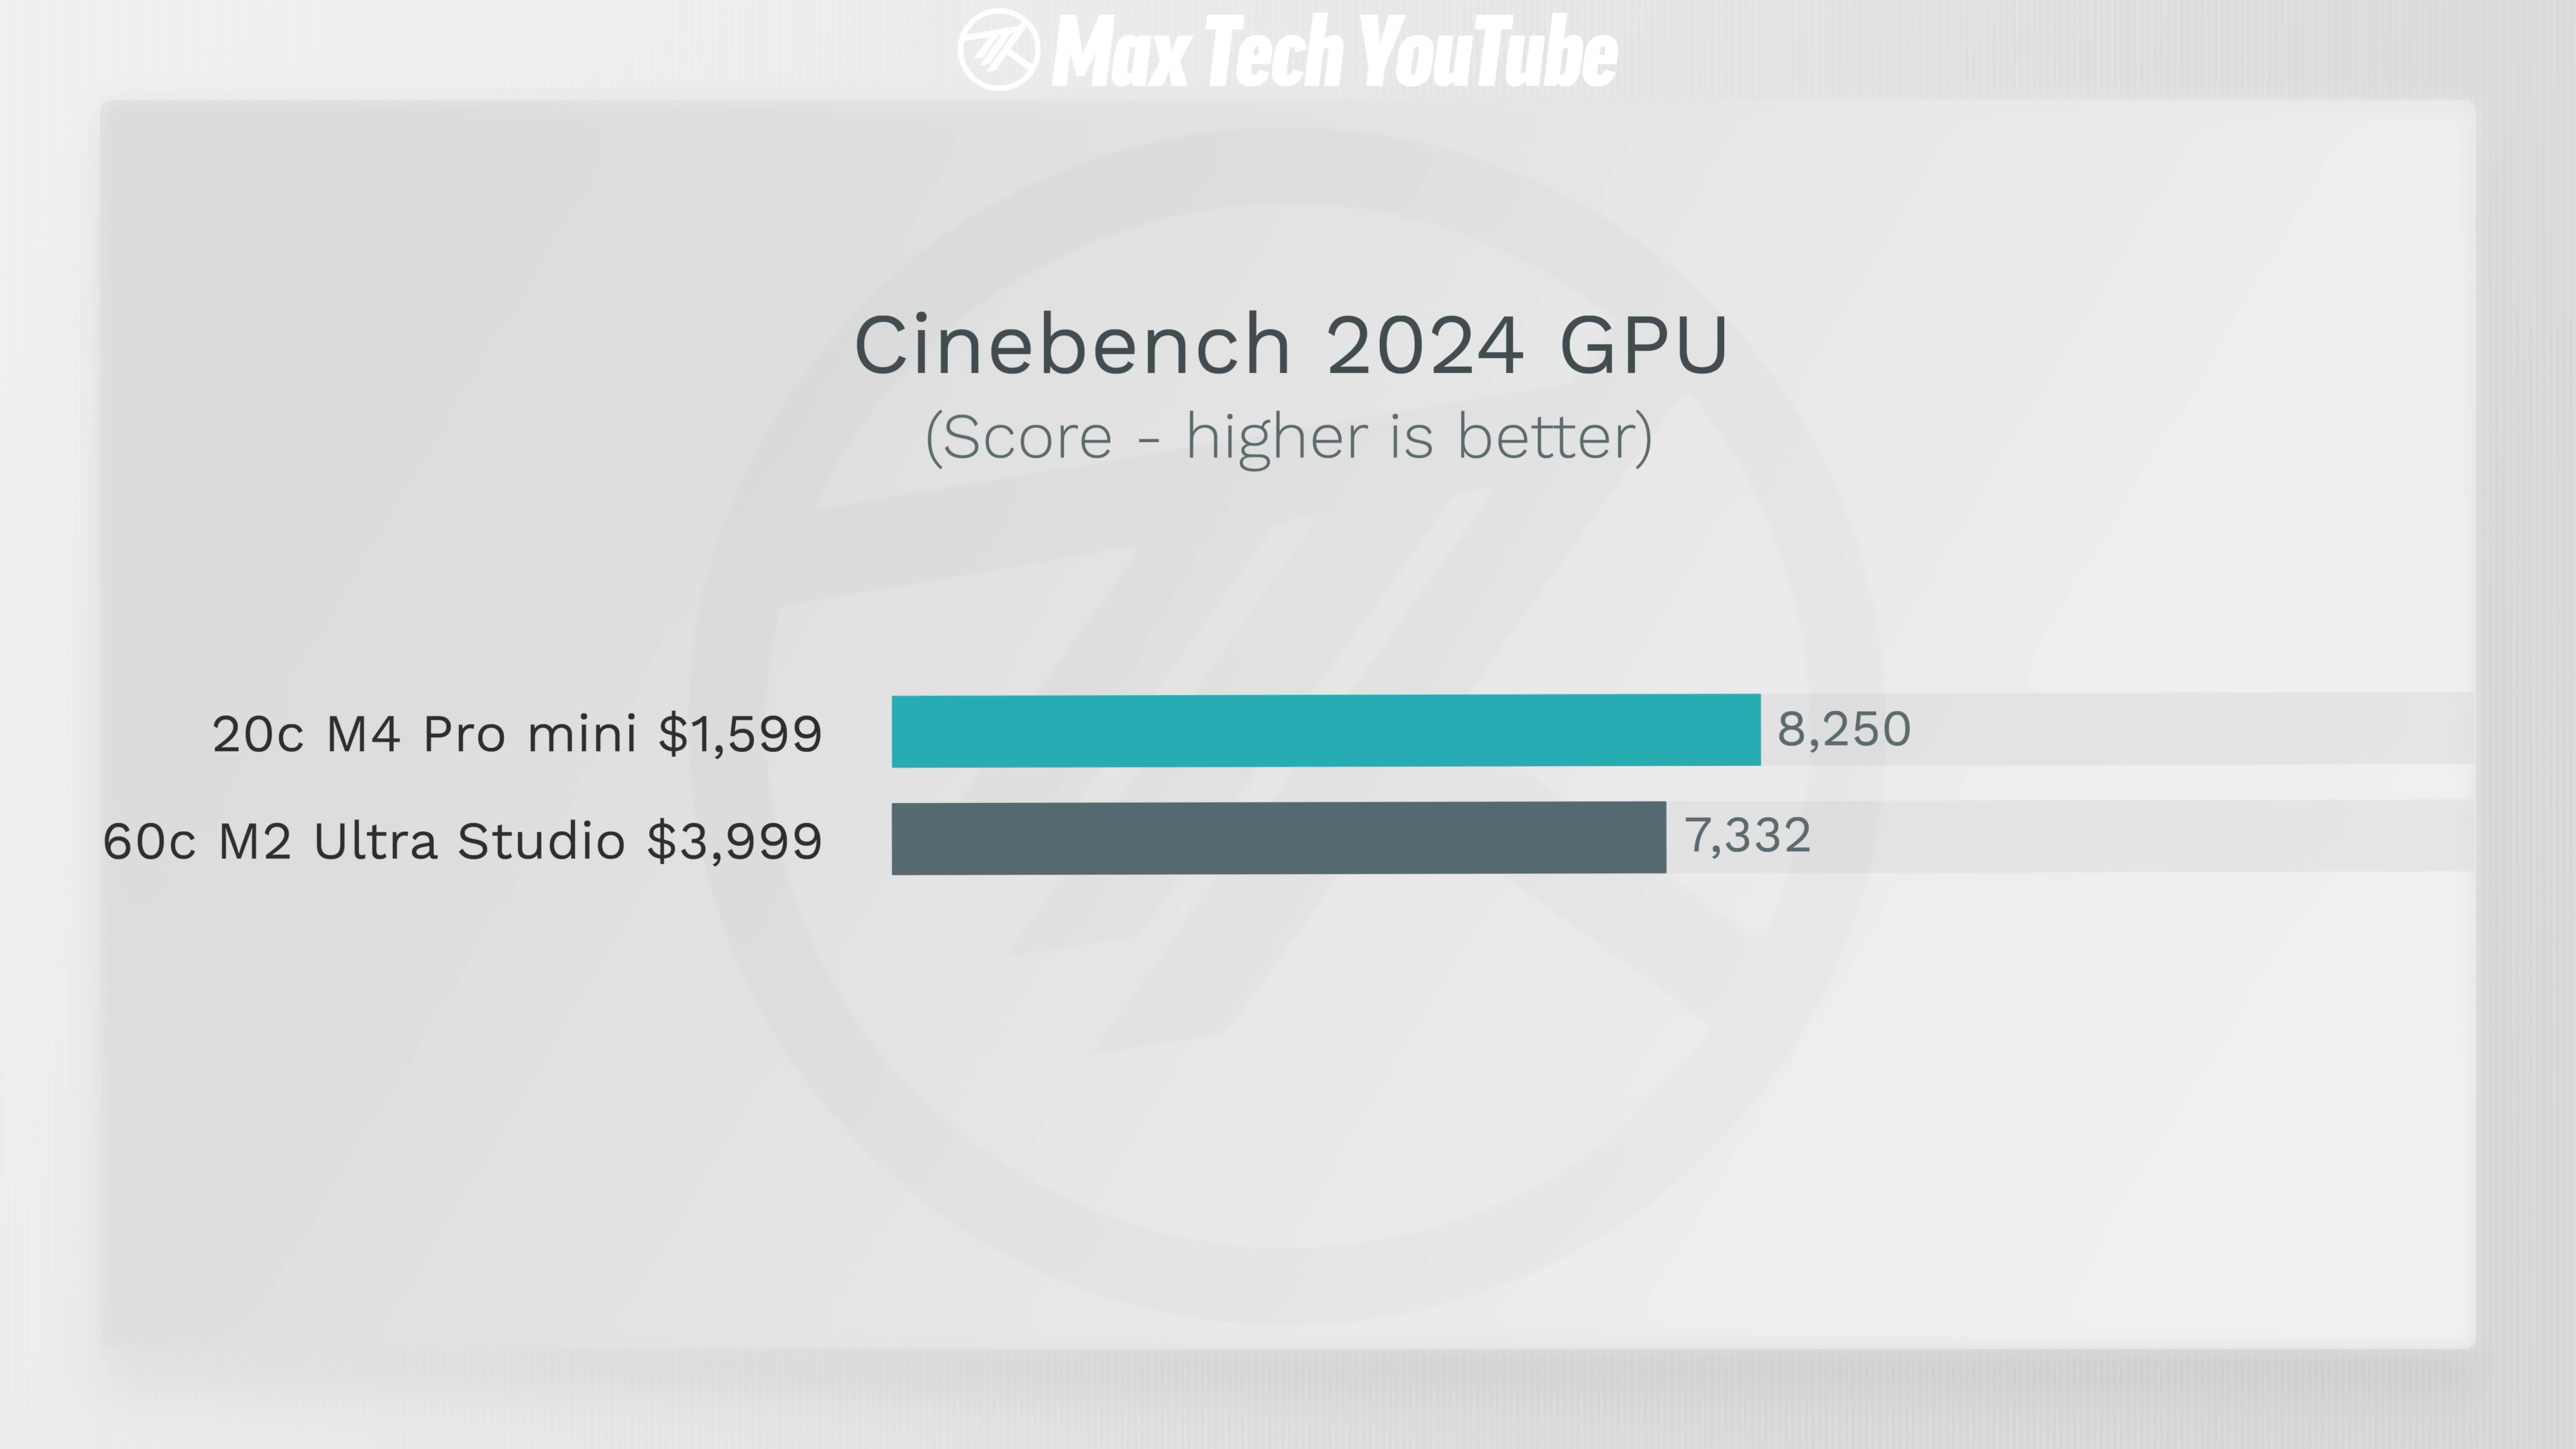 Max Tech YouTube
Cinebench 2024 GPU
(Score - higher is better)
20c M4 Pro mini $1,599
8,250
60c M2 Ultra Studio $3,999
7,332